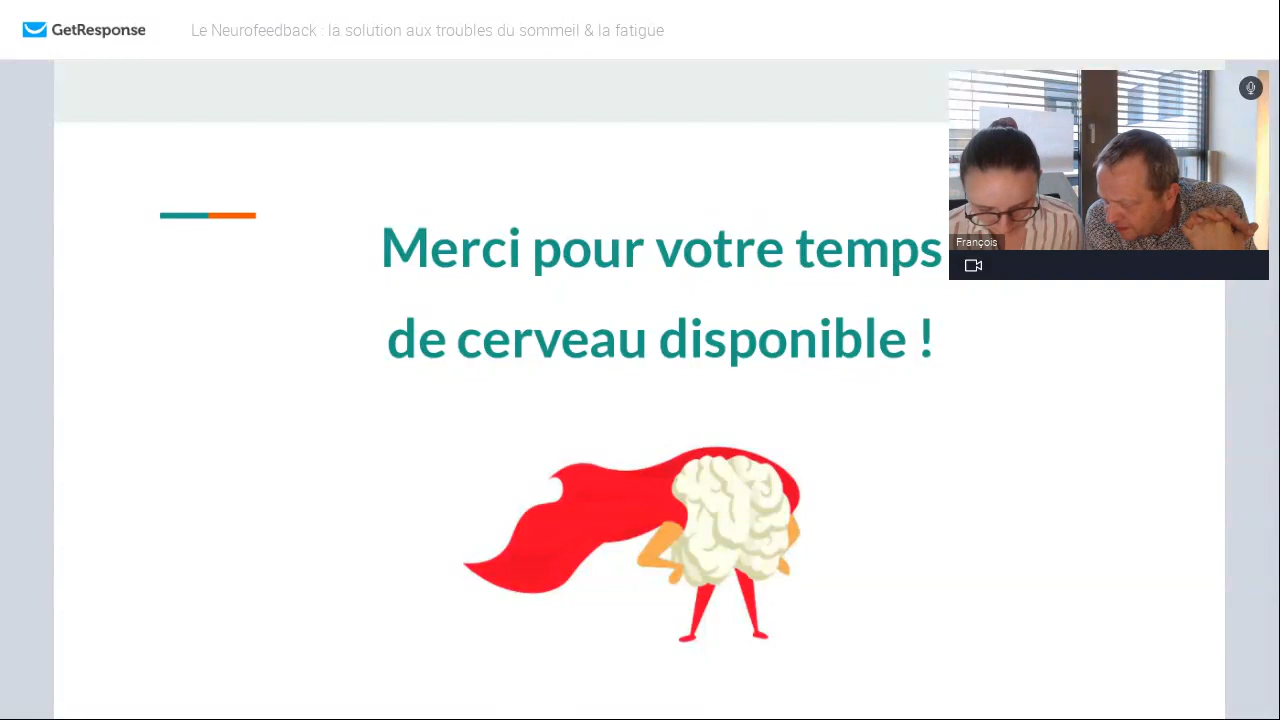 GetResponse
Le Neurofeedback : la solution aux troubles du sommeil & la fatigue
François
Merci pour votre temps
de cerveau disponible !